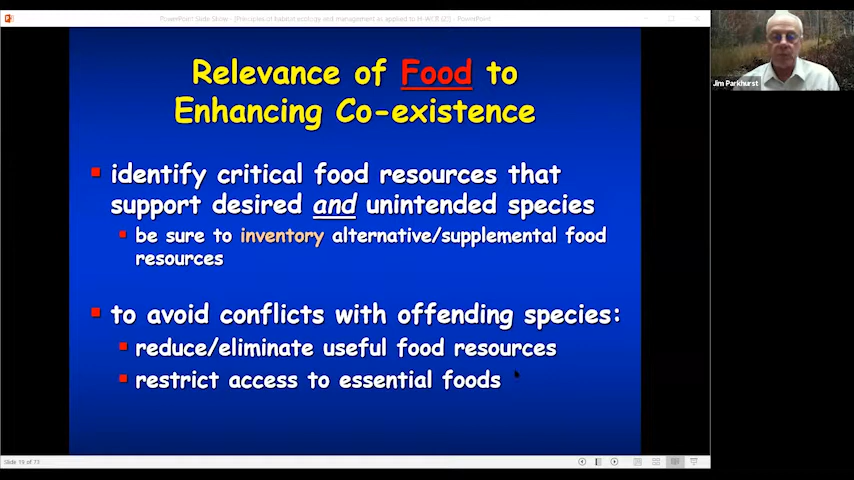 PowerPoint Slide Show - [Principles of habitat ecology and management as applied to H-W 
Jim Parkhurst
Relevance of Food to
Enhancing Co-existence
identify critical food resources that
support desired and unintended species
be sure to inventory alternative/supplemental food
resources
to avoid conflicts with offending species:
reduce/eliminate useful food resources
restrict access to essential foods
Slide 19 of 73